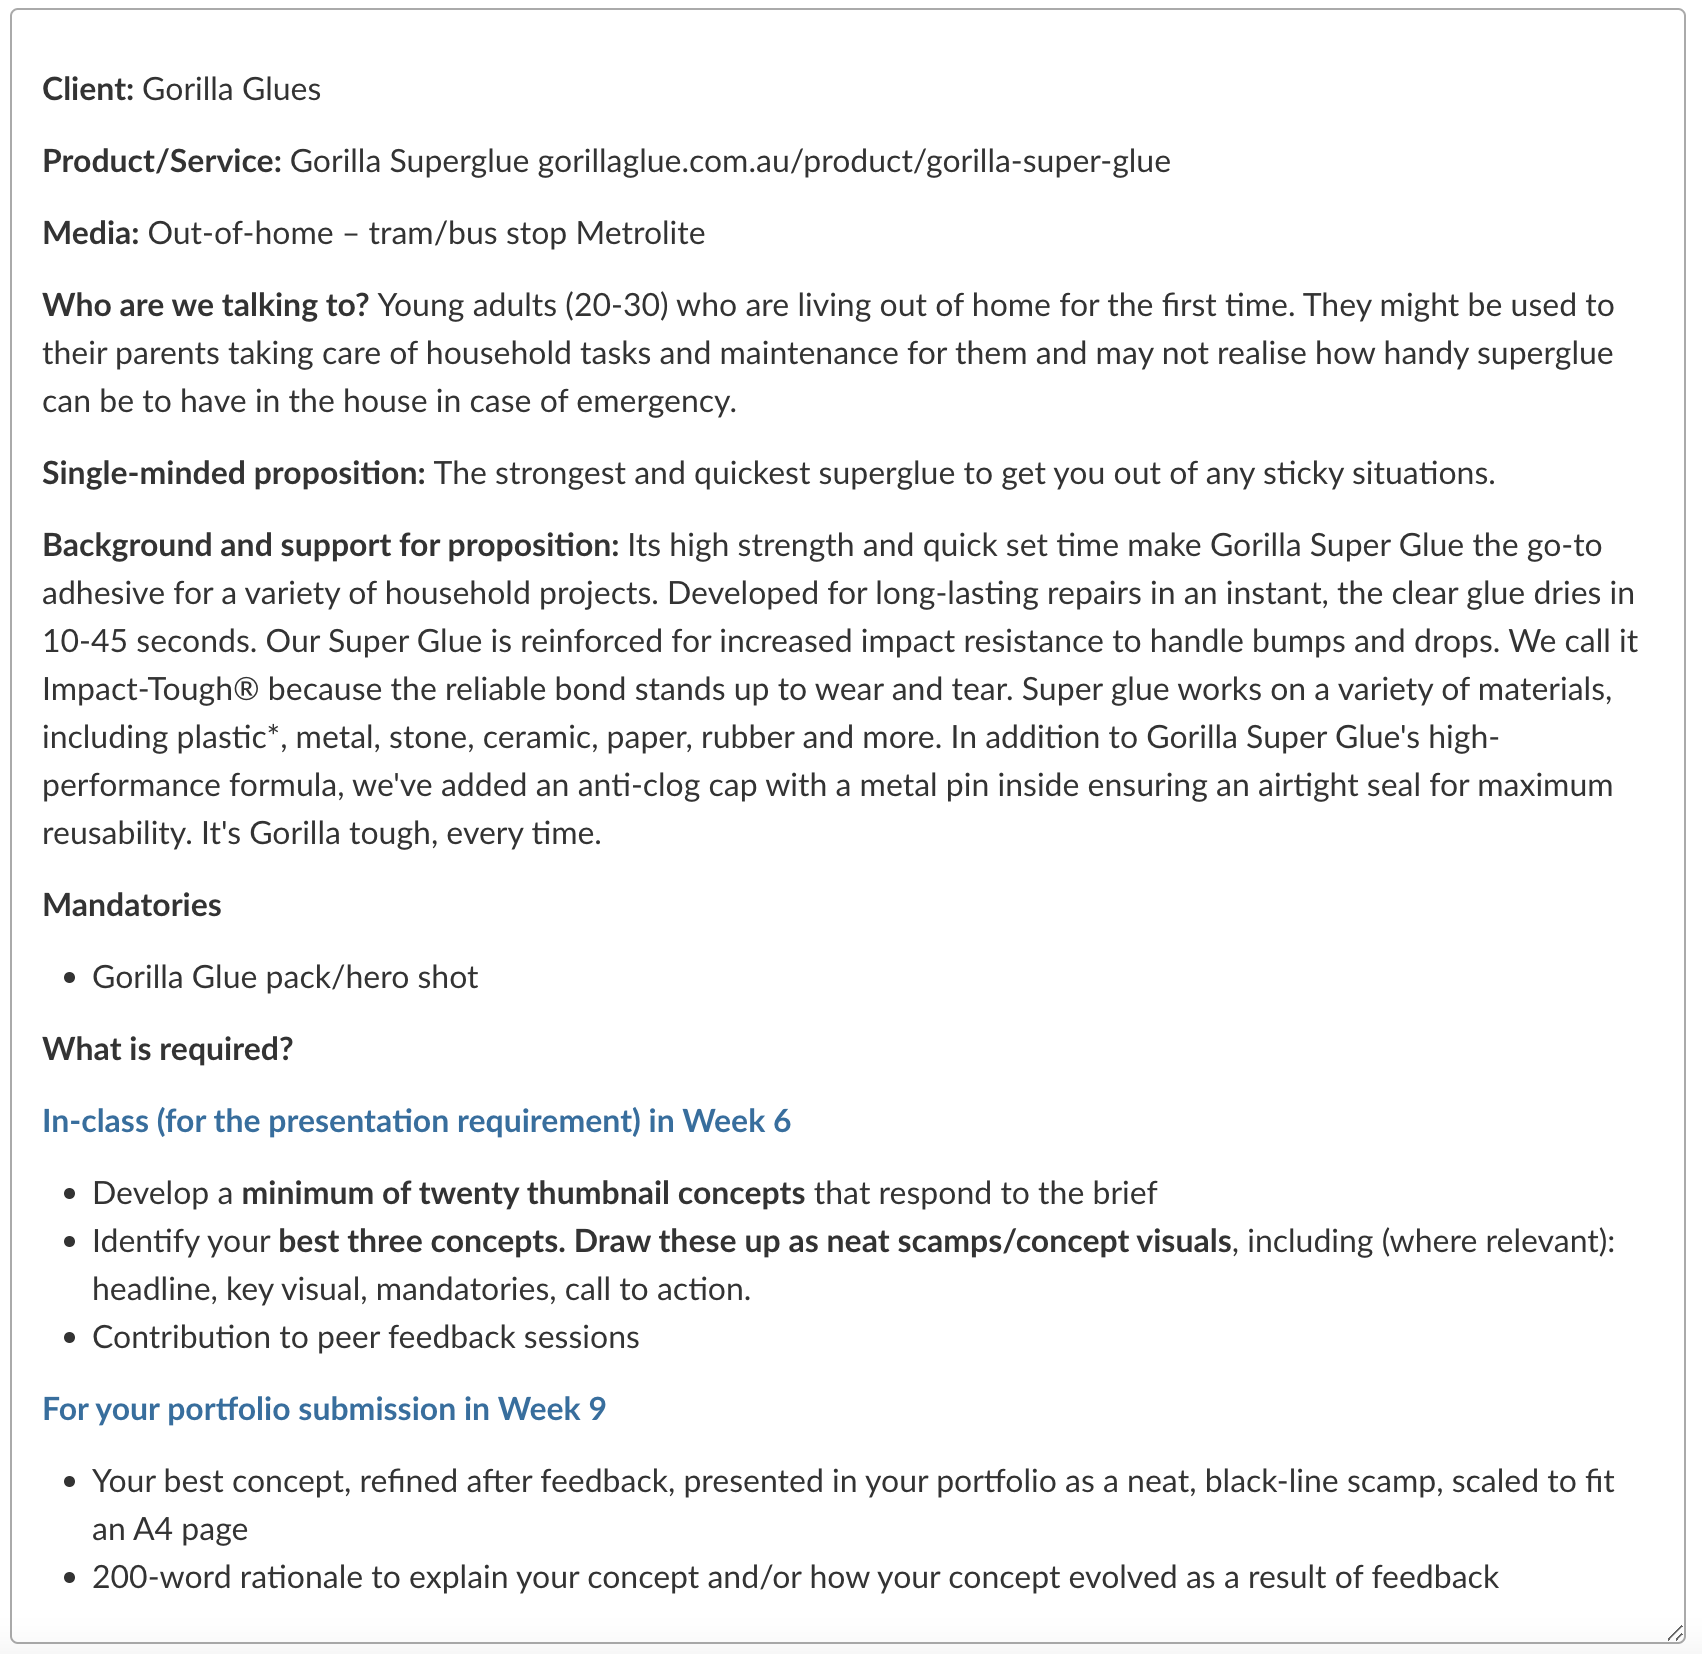 Client: Gorilla Glues
Product/Service: Gorilla Superglue gorillaglue.com.au/product/gorilla-super-glue
Media: Out-of-home – tram/bus stop Metrolite
Who are we talking to? Young adults (20-30) who are living out of home for the first time. They might be used to
their parents taking care of household tasks and maintenance for them and may not realise how handy superglue
can be to have in the house in case of emergency.
Single-minded proposition: The strongest and quickest superglue to get you out of any sticky situations.
Background and support for proposition: Its high strength and quick set time make Gorilla Super Glue the go-to
adhesive for a variety of household projects. Developed for long-lasting repairs in an instant, the clear glue dries in
10-45 seconds. Our Super Glue is reinforced for increased impact resistance to handle bumps and drops. We call it
Impact-Tough® because the reliable bond stands up to wear and tear. Super glue works on a variety of materials,
including plastic*, metal, stone, ceramic, paper, rubber and more. In addition to Gorilla Super Glue's high-
performance formula, we've added an anti-clog cap with a metal pin inside ensuring an airtight seal for maximum
reusability. It's Gorilla tough, every time.
Mandatories
• Gorilla Glue pack/hero shot
What is required?
In-class (for the presentation requirement) in Week 6
• Develop a minimum of twenty thumbnail concepts that respond to the brief
• Identify your best three concepts. Draw these up as neat scamps/concept visuals, including (where relevant):
headline, key visual, mandatories, call to action.
• Contribution to peer feedback sessions
For your portfolio submission in Week 9
• Your best concept, refined after feedback, presented in your portfolio as a neat, black-line scamp, scaled to fit
an A4 page
• 200-word rationale to explain your concept and/or how your concept evolved as a result of feedback